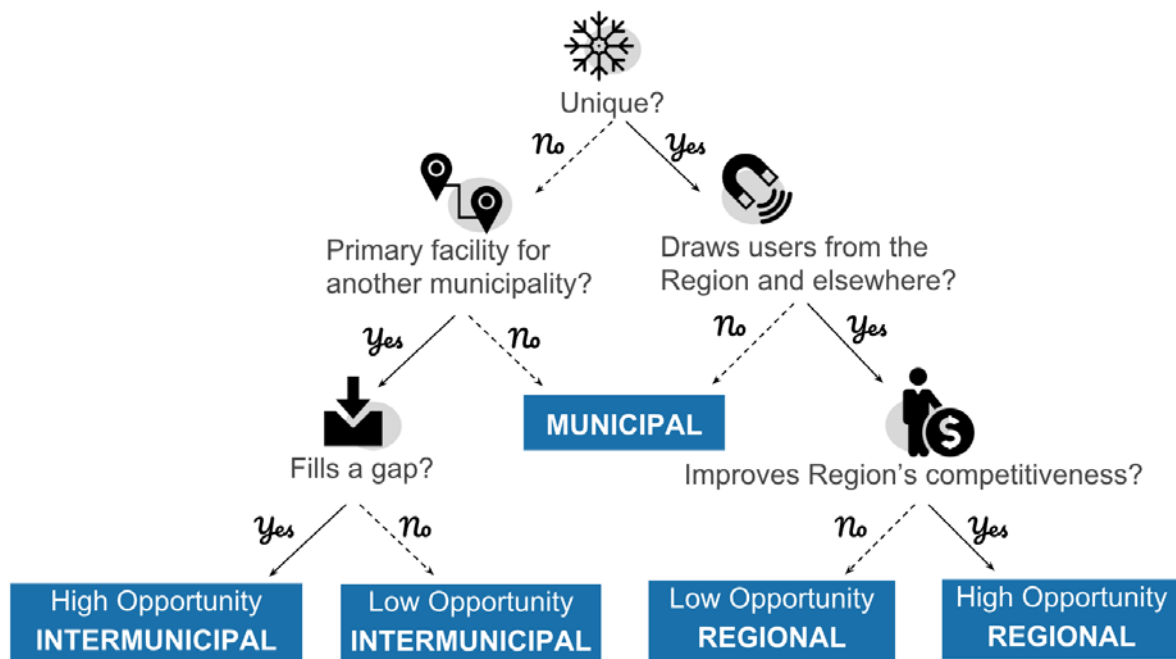 Unique?
No
Yes
Primary facility for
another municipality?
Draws users from the
Region and elsewhere?
Yes
No
No
Yes
MUNICIPAL
$
Fills a gap?
Improves Region's competitiveness?
Yes
No
No
Yes
High Opportunity
INTERMUNICIPAL
Low Opportunity
INTERMUNICIPAL
Low Opportunity
REGIONAL
High Opportunity
REGIONAL